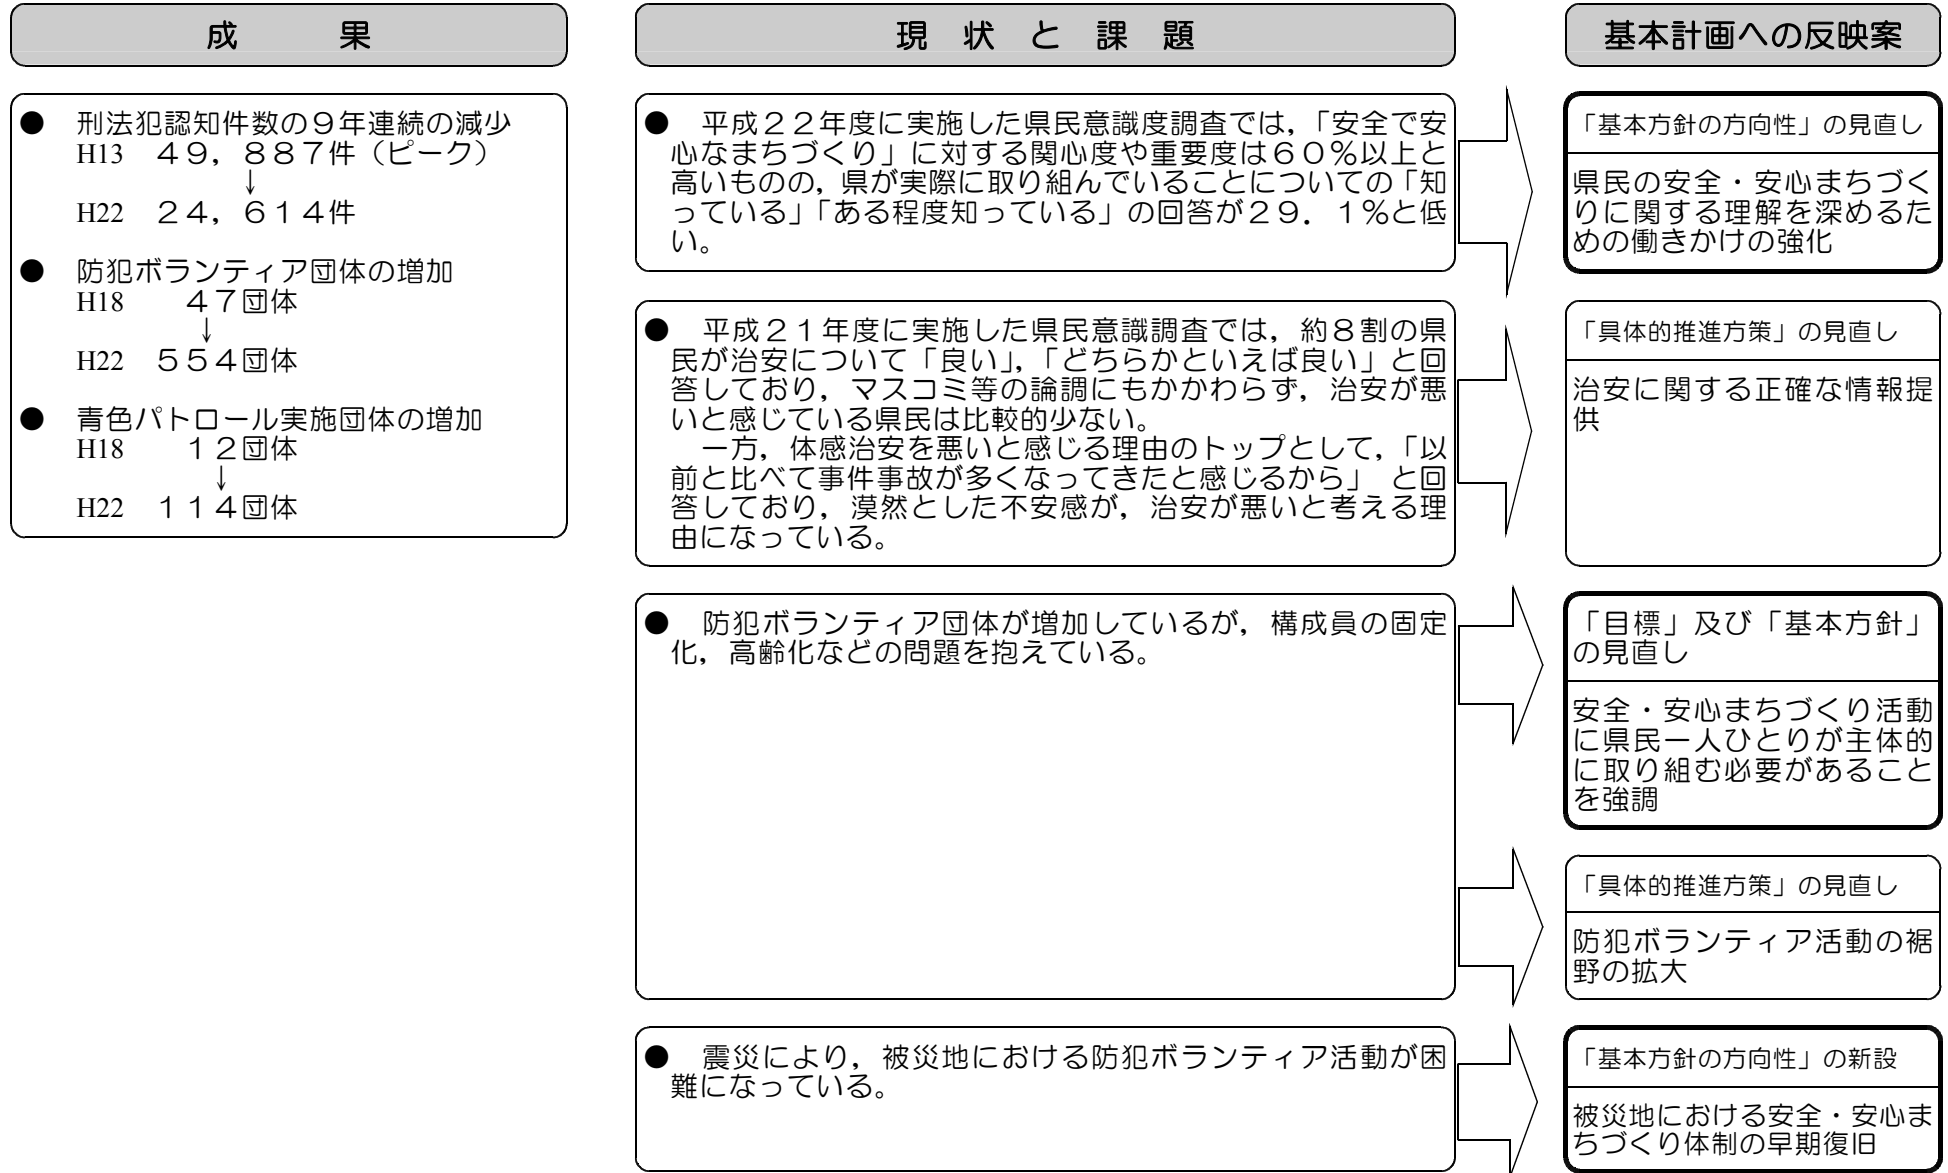 成　　　果
●　刑法犯認知件数の９年連続の減少
H13　４９，８８７件（ピーク）
↓
H22　２４，６１４件
●　防犯ボランティア団体の増加
H18　　４７団体
↓
H22　５５４団体
●　青色パトロール実施団体の増加
H18　　１２団体
↓
H22　１１４団体
現　状　と　課　題
●　平成２２年度に実施した県民意識度調査では，「安全で安
心なまちづくり」に対する関心度や重要度は６０％以上と
高いものの，県が実際に取り組んでいることについての「知
っている」「ある程度知っている」の回答が２９．１％と低
い。
●　平成２１年度に実施した県民意識調査では，約８割の県
民が治安について「良い」，「どちらかといえば良い」と回
答しており，マスコミ等の論調にもかかわらず，治安が悪
いと感じている県民は比較的少ない。
　一方，体感治安を悪いと感じる理由のトップとして，「以
前と比べて事件事故が多くなってきたと感じるから」　と回
答しており，漠然とした不安感が，治安が悪いと考える理
由になっている。
●　防犯ボランティア団体が増加しているが，構成員の固定
化，高齢化などの問題を抱えている。
●　震災により，被災地における防犯ボランティア活動が困
難になっている。
基本計画への反映案
「基本方針の方向性」の見直し
県民の安全・安心まちづく
りに関する理解を深めるた
めの働きかけの強化
「具体的推進方策」の見直し
治安に関する正確な情報提
供
「目標」及び「基本方針」
の見直し
安全・安心まちづくり活動
に県民一人ひとりが主体的
に取り組む必要があること
を強調
「具体的推進方策」の見直し
防犯ボランティア活動の裾
野の拡大
「基本方針の方向性」の新設
被災地における安全・安心ま
ちづくり体制の早期復旧